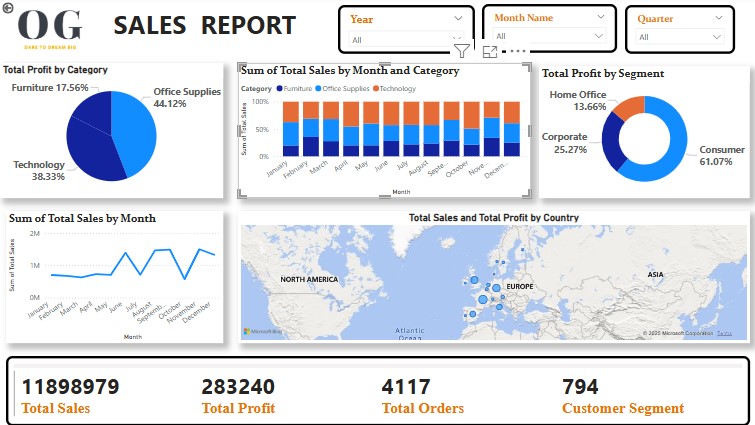 OG
DARE TO DREAM BIG
SALES REPORT
Year
All
Month Name
All
Quarter
All
Total Profit by Category
Furniture 17.56%
Office Supplies
44.12%
Technology
38.33%
Sum of Total Sales by Month and Category
Category Furniture Office Supplies Technology
Sum of Total Sales
100%
50%
0%
January
February
March
April
May
June
July
August
Septe...
October
Nove...
Decem...
Month
Total Profit by Segment
Home Office
13.66%
Corporate
25.27%
Consumer
61.07%
Sum of Total Sales by Month
Sum of Total Sales
2M
1M
0M
January
February
March
April
May
June
July
August
Septemb...
October
November
December
Month
Total Sales and Total Profit by Country
NORTH AMERICA
EUROPE
ASIA
Atlantic
Ocean
Microsoft Bing
© 2025 Microsoft Corporation Terms
11898979
Total Sales
283240
Total Profit
4117
Total Orders
794
Customer Segment